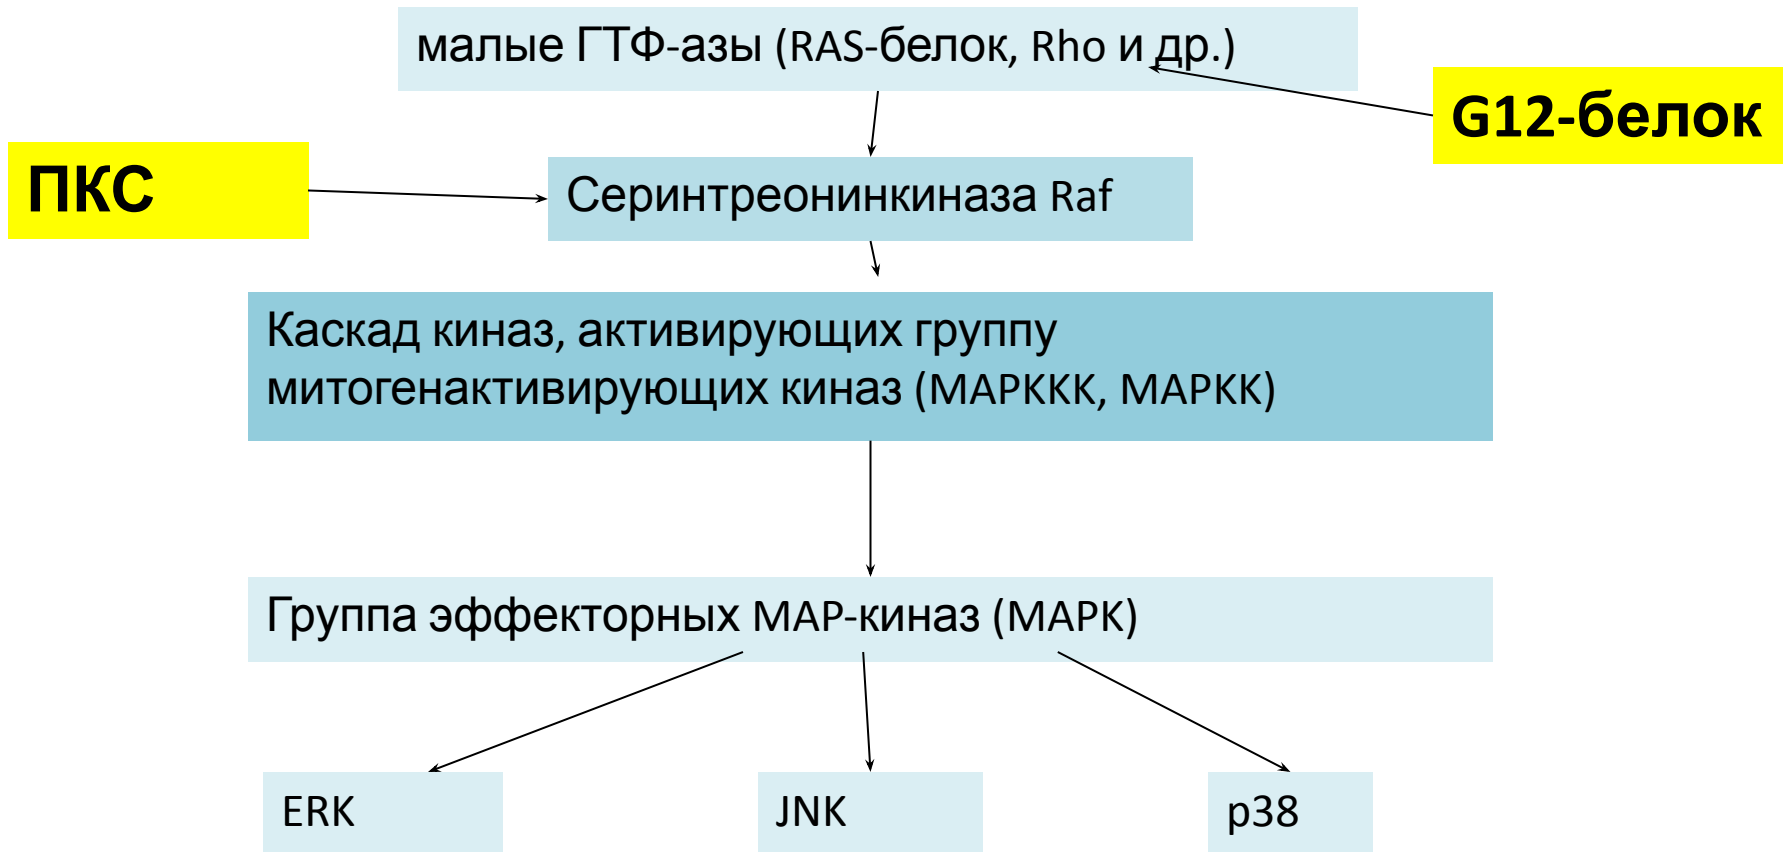 малые ГТФ-азы (RAS-белок, Rho и др.)
G12-белок
ПКС
Серинтреонинкиназа Raf
Каскад киназ, активирующих группу
митогенактивирующих киназ (MAPKKK, MAPKK)
Группа эффекторных MAP-киназ (MAPK)
ERK
JNK
p38